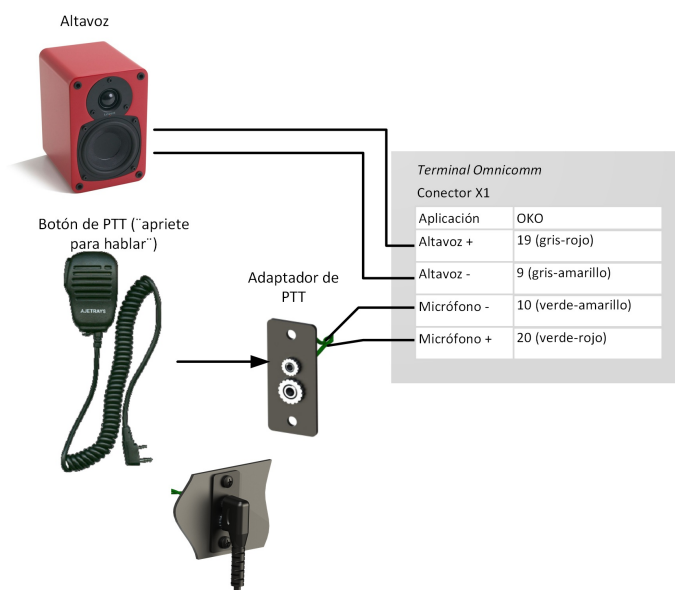 Altavoz
Terminal Omnicomm
Conector X1
Aplicación OKO
Altavoz + 19 (gris-rojo)
Altavoz - 9 (gris-amarillo)
Micrófono - 10 (verde-amarillo)
Micrófono + 20 (verde-rojo)
Botón de PTT (¨apriete
para hablar¨)
AJETRAYS
Adaptador de
PTT